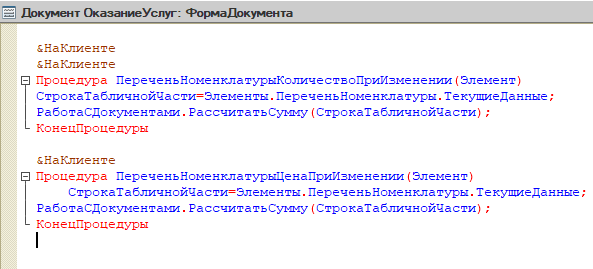 Документ ОказаниеУслуг: ФормаДокумента
&НаКлиенте
&НаКлиенте
Процедура ПереченьНоменклатурыКоличествоПриИзменении(Элемент)
СтрокаТабличнойЧасти=Элементы.ПереченьНоменклатуры.ТекущиеДанные;
РаботаСДокументами.РассчитатьСумму(СтрокаТабличнойЧасти);
КонецПроцедуры
&НаКлиенте
Процедура ПереченьНоменклатурыЦенаПриИзменении(Элемент)
СтрокаТабличнойЧасти=Элементы.ПереченьНоменклатуры.ТекущиеДанные;
РаботаСДокументами.РассчитатьСумму(СтрокаТабличнойЧасти);
КонецПроцедуры